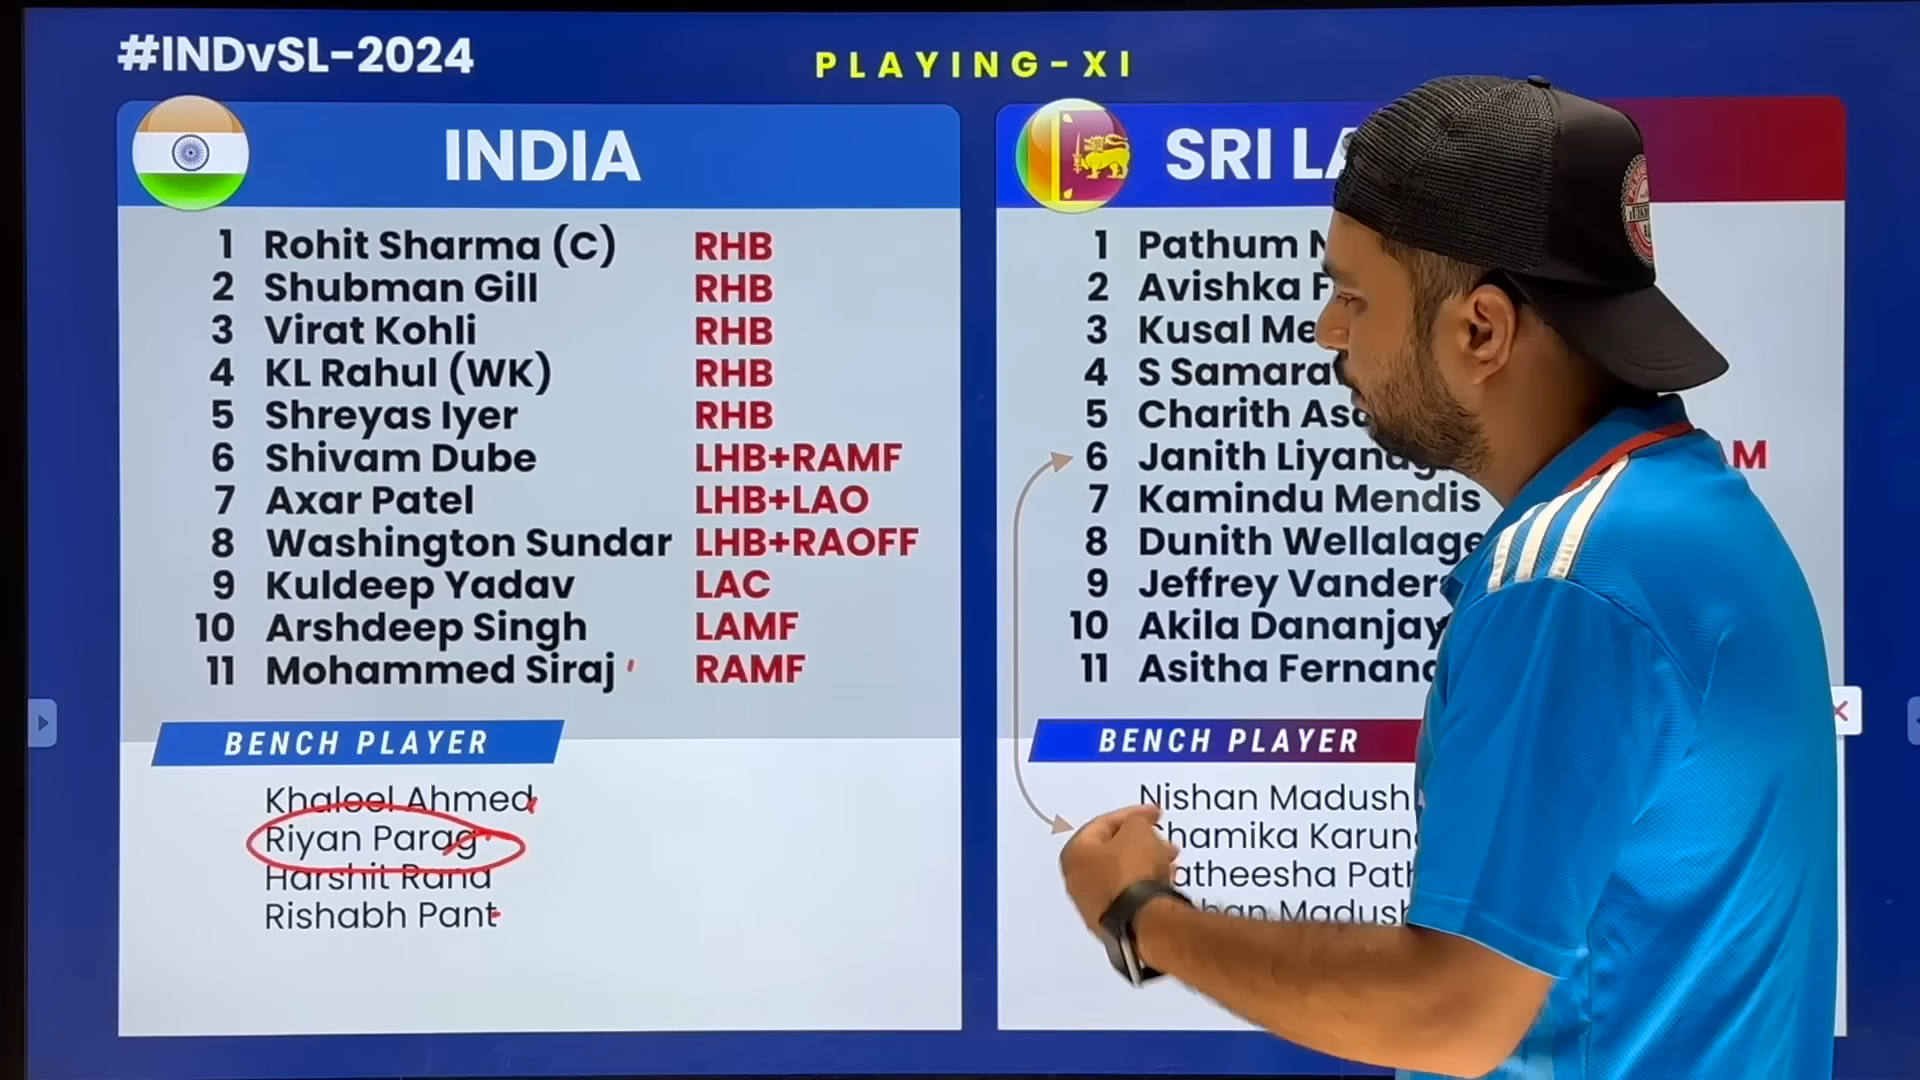 #INDvSL-2024
PLAYING-XI
INDIA
1 Rohit Sharma (C) RHB
2 Shubman Gill RHB
3 Virat Kohli RHB
4 KL Rahul (WK) RHB
5 Shreyas Iyer RHB
6 Shivam Dube LHB+RAMF
7 Axar Patel LHB+LAO
8 Washington Sundar LHB+RAOFF
9 Kuldeep Yadav LAC
10 Arshdeep Singh LAMF
11 Mohammed Siraj RAMF
BENCH PLAYER
Khaleel Ahmed
Riyan Parag
Harshit Rana
Rishabh Pant
SRI
1 Pathum
2 Avishka
3 Kusal
4 S
5 Charith
6 Janith
7 Kamindu Mendis
8 Dunith Wellalage
9 Jeffrey
10 Akila
11 Asitha
BENCH PLAYER
Nishan